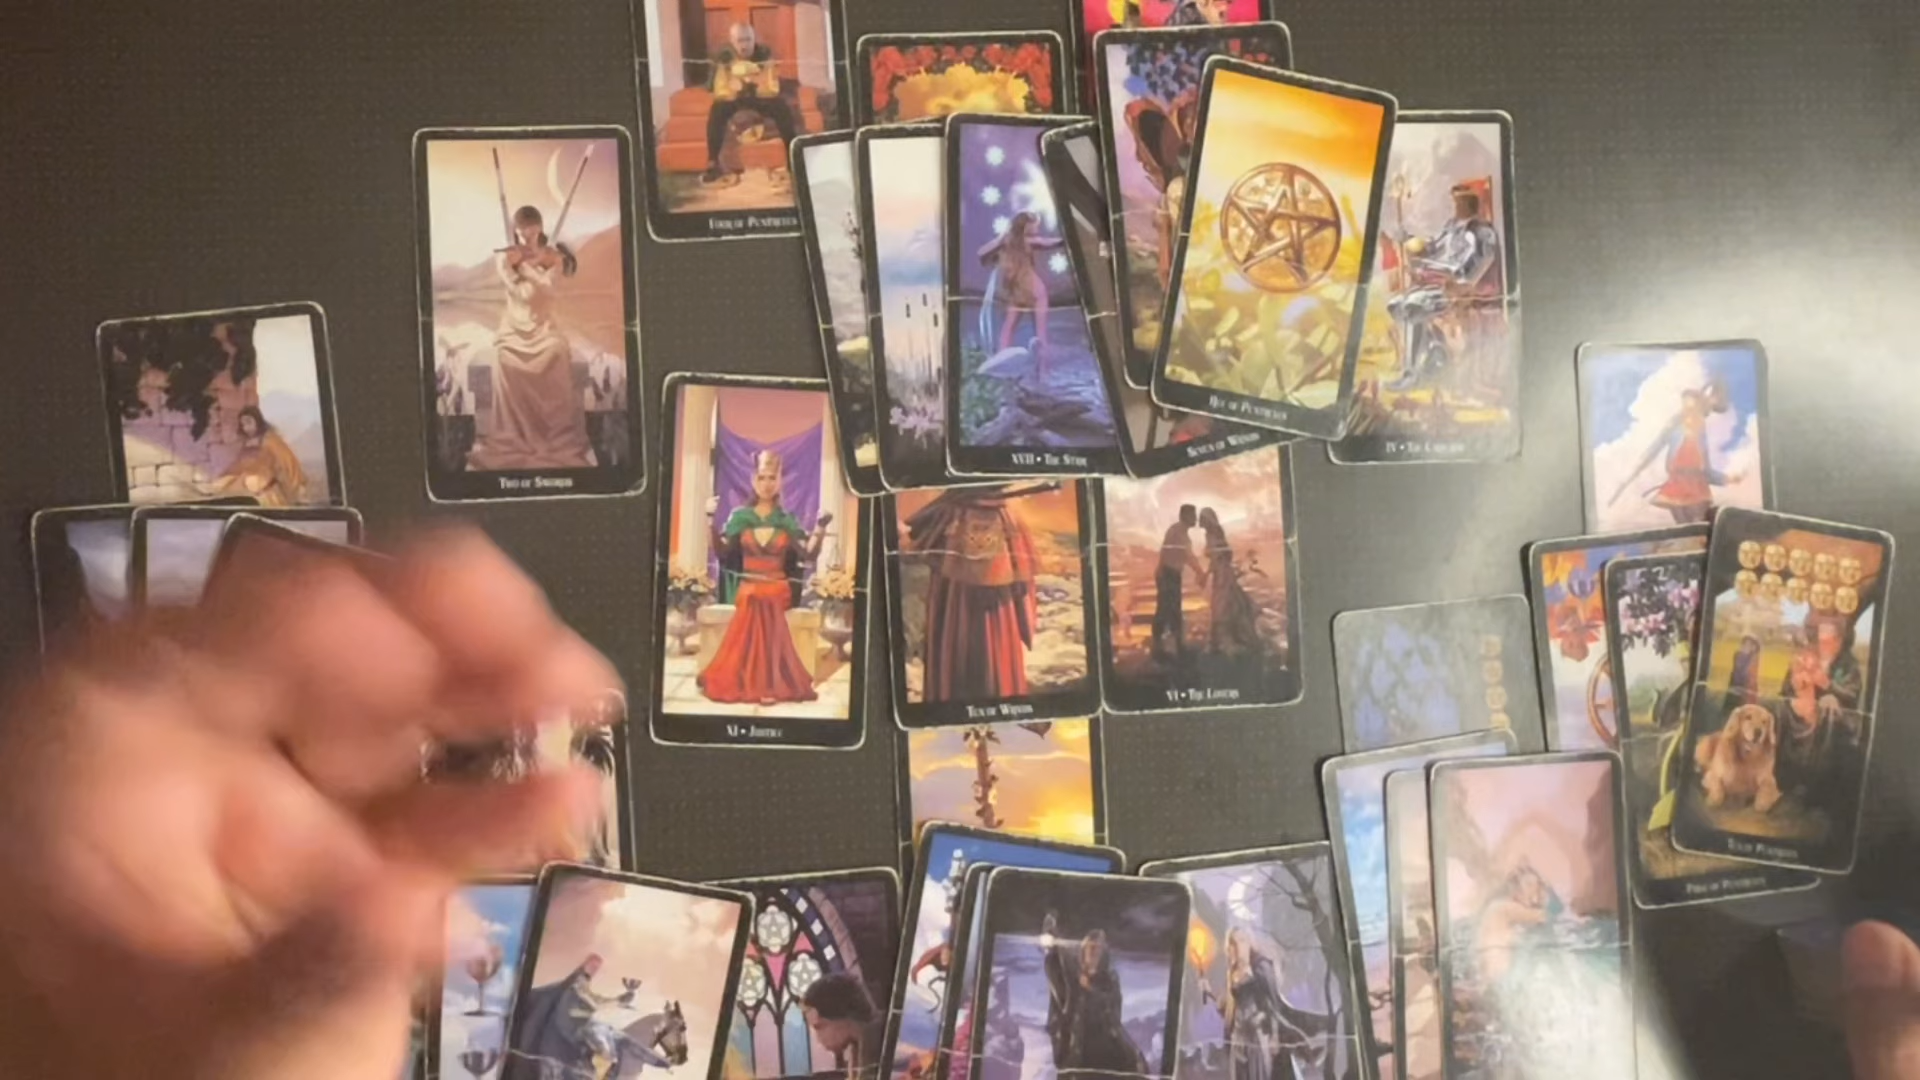 FOUR OF PENTACLES
TWO OF SWORDS
ACE OF PENTACLES
SEVEN OF WANDS
XVII • THE STAR
IV • THE EMPEROR
XI • JUSTICE
TEN OF WANDS
VI • THE LOVERS
TEN OF PENTACLES